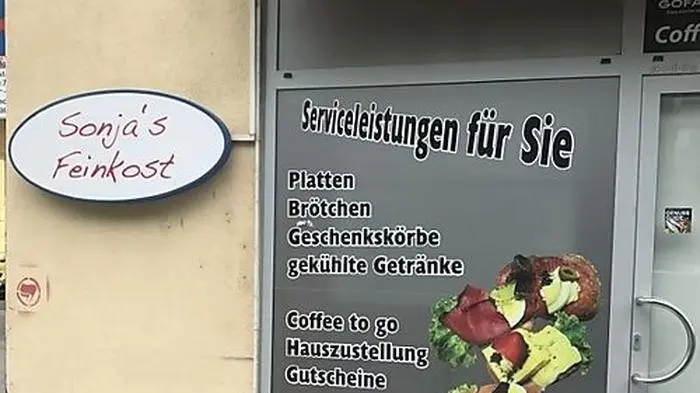 Sonja's
Feinkost
Serviceleistungen für Sie
Platten
Brötchen
Geschenkskörbe
gekühlte Getränke
Coffee to go
Hauszustellung
Gutscheine